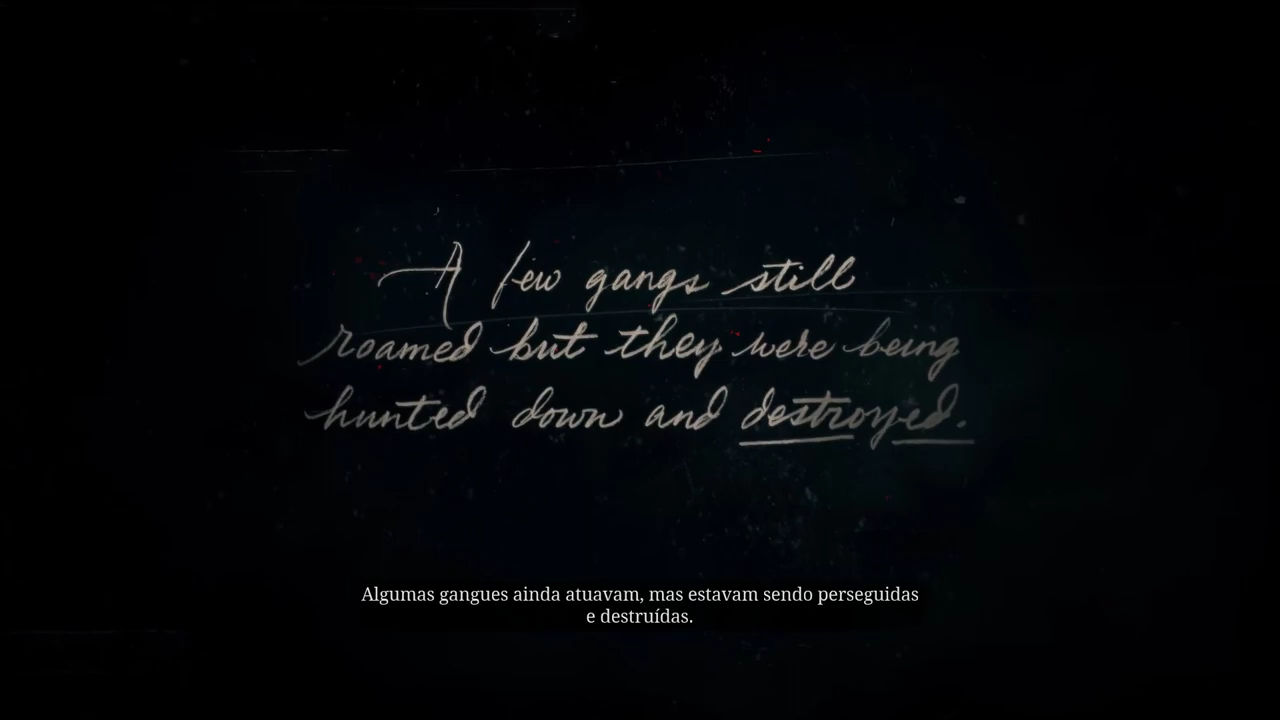 A few gangs still
roamed but they were being
hunted down and destroyed.
Algumas gangues ainda atuavam, mas estavam sendo perseguidas
e destruídas.